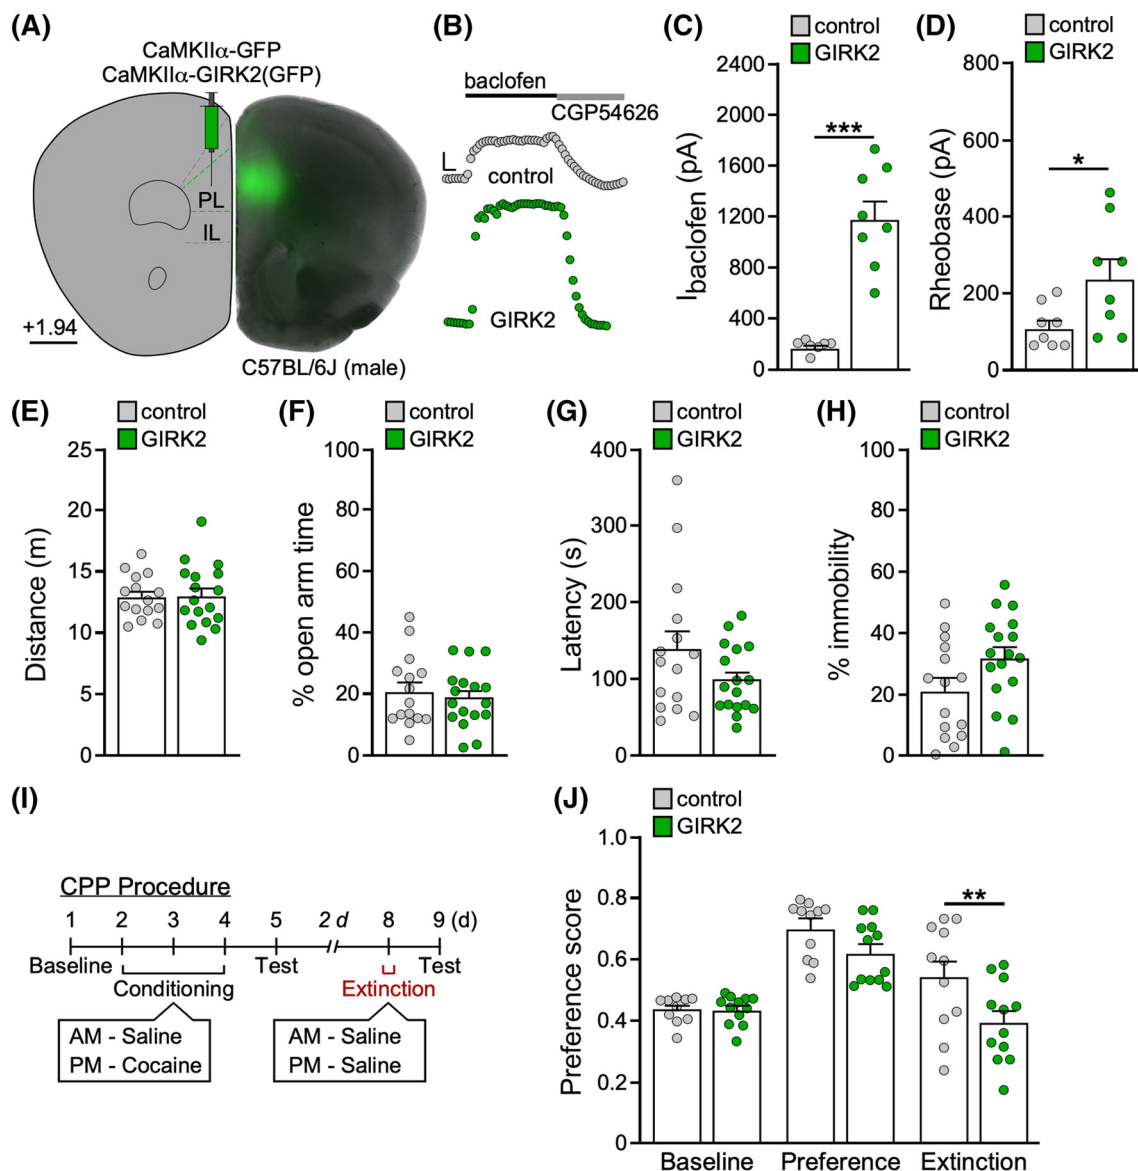 (A)
CaMKIIα-GFP
CaMKIIα-GIRK2(GFP)
PL
IL
+1.94
C57BL/6J (male)
(B)
baclofen
CGP54626
control
GIRK2
(C)
control
GIRK2
2400
2000
1600
1200
800
400
0
Ibaclofen (pA)
***
(D)
control
GIRK2
800
600
400
200
0
Rheobase (pA)
*
(E)
control
GIRK2
25
20
15
10
5
0
Distance (m)
(F)
control
GIRK2
100
80
60
40
20
0
% open arm time
(G)
control
GIRK2
400
300
200
100
0
Latency (s)
(H)
control
GIRK2
100
80
60
40
20
0
% immobility
(I)
CPP Procedure
1 2 3 4 5 2 d 8 9 (d)
Baseline Test Test
Conditioning Extinction
AM - Saline
PM - Cocaine
AM - Saline
PM - Saline
(J)
control
GIRK2
1.0
0.8
0.6
0.4
0.2
0
Preference score
**
Baseline Preference Extinction